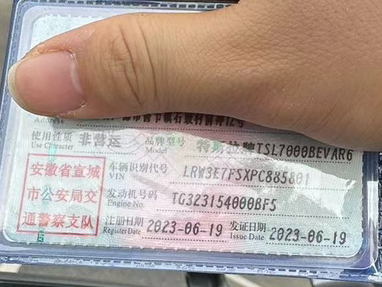 使用性质 非营运 品牌型号 特斯拉牌TSL7000BEVAR6
Use Character Model
安徽省宣城
市公安局交
通警察支队
车辆识别代号 LRW3E7FSXPC885801
VIN
发动机号码 TG323154000BF5
Engine No.
注册日期 2023-06-19 发证日期 2023-06-19
Register Date Issue Date